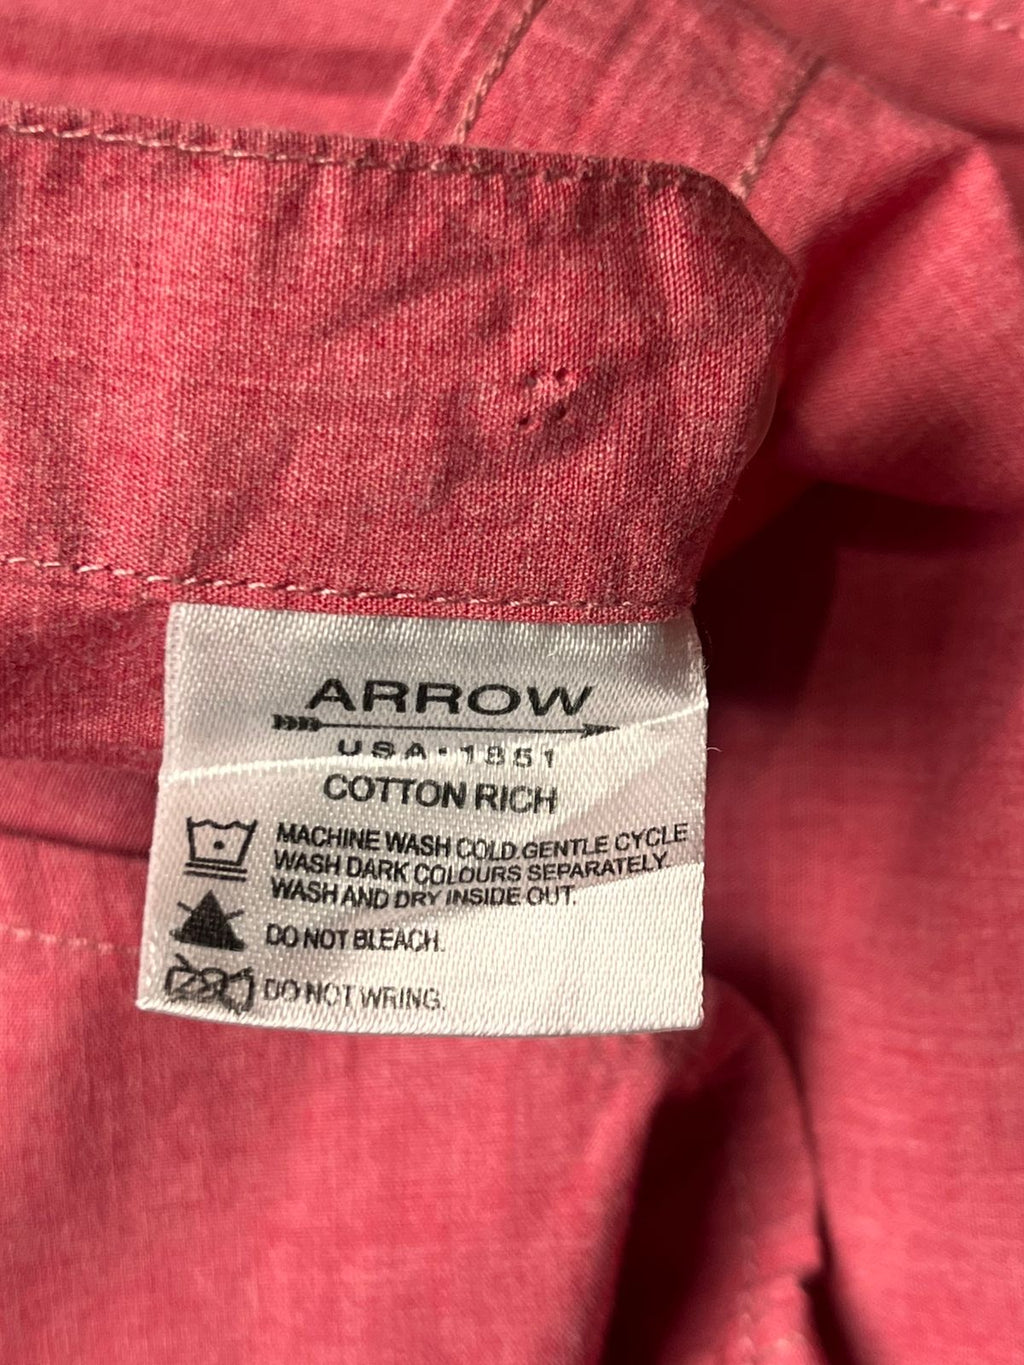 ARROW
USA·1851
COTTON RICH
MACHINE WASH COLD.GENTLE CYCLE
WASH DARK COLOURS SEPARATELY.
WASH AND DRY INSIDE OUT.
DO NOT BLEACH.
DO NOT WRING.